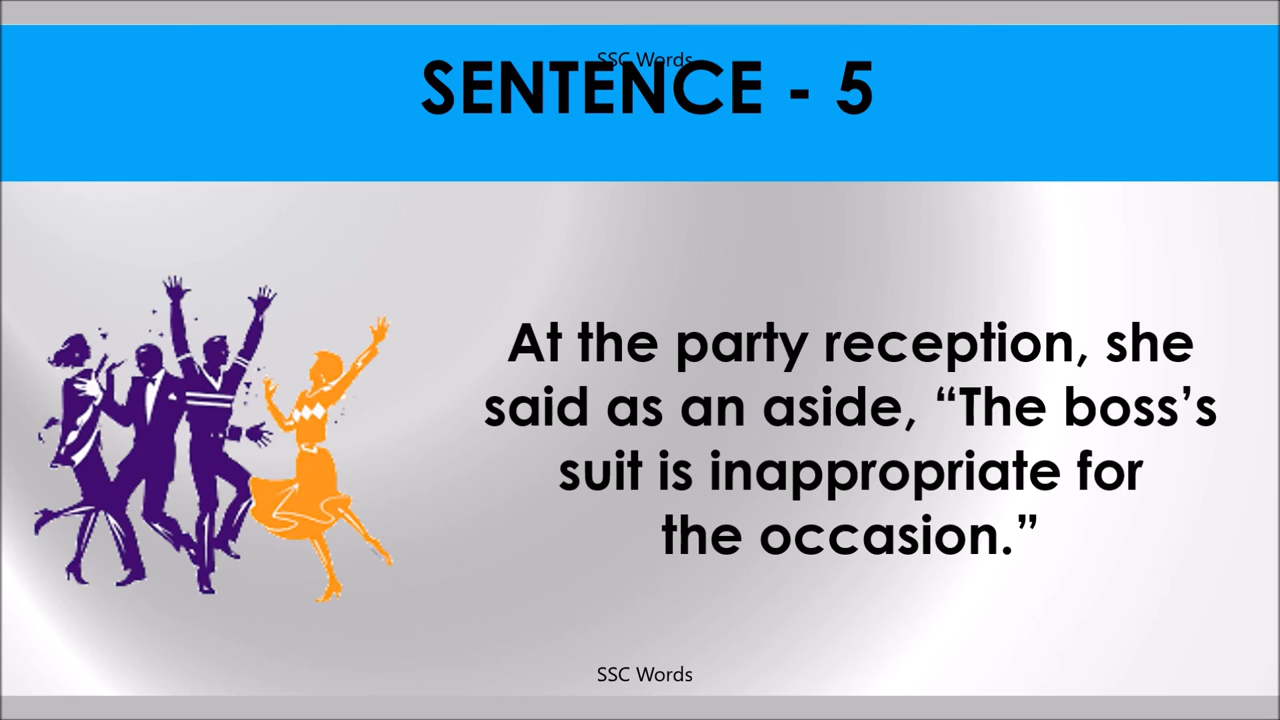 SSC Words
SENTENCE - 5
At the party reception, she
said as an aside, “The boss’s
suit is inappropriate for
the occasion.”
SSC Words